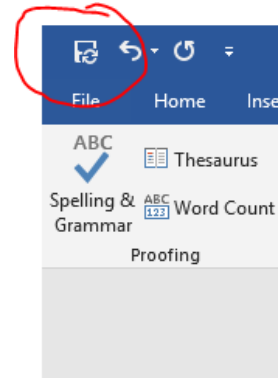 File Home Inse
ABC
Thesaurus
Spelling &
Grammar
ABC
123 Word Count
Proofing